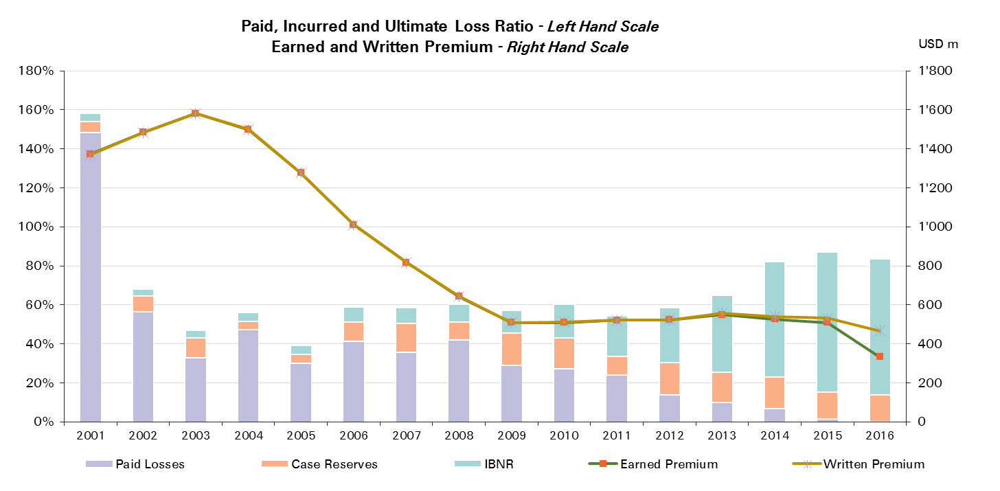 Paid, Incurred and Ultimate Loss Ratio - Left Hand Scale
Earned and Written Premium - Right Hand Scale
USD m
180% 1'800
160% 1'600
140% 1'400
120% 1'200
100% 1'000
80% 800
60% 600
40% 400
20% 200
0% 0
2001 2002 2003 2004 2005 2006 2007 2008 2009 2010 2011 2012 2013 2014 2015 2016
Paid Losses Case Reserves IBNR Earned Premium Written Premium